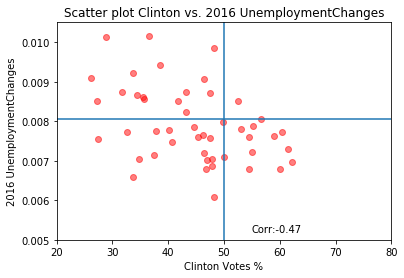 Scatter plot Clinton vs. 2016 UnemploymentChanges
0.010
0.009
0.008
0.007
0.006
0.005
2016 UnemploymentChanges
Corr:-0.47
20 30 40 50 60 70 80
Clinton Votes %